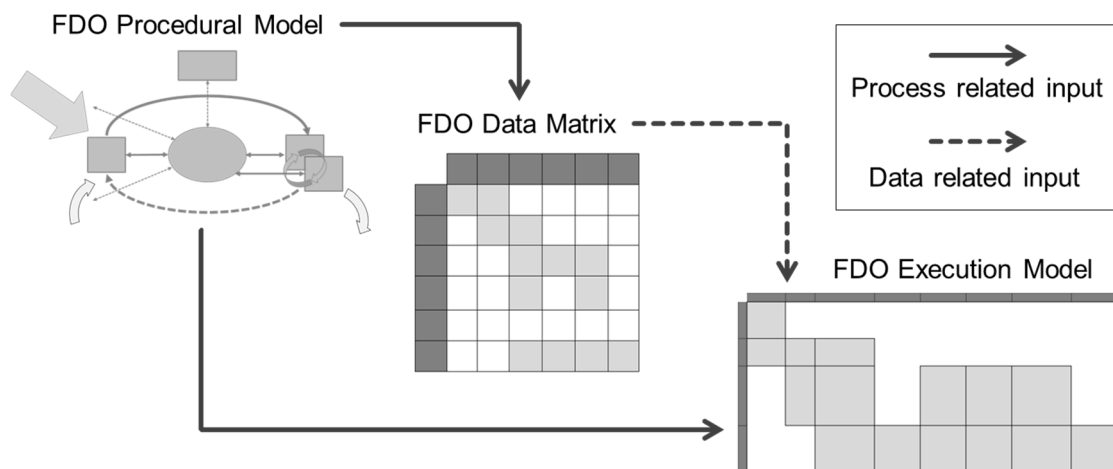 FDO Procedural Model
FDO Data Matrix
Process related input
Data related input
FDO Execution Model